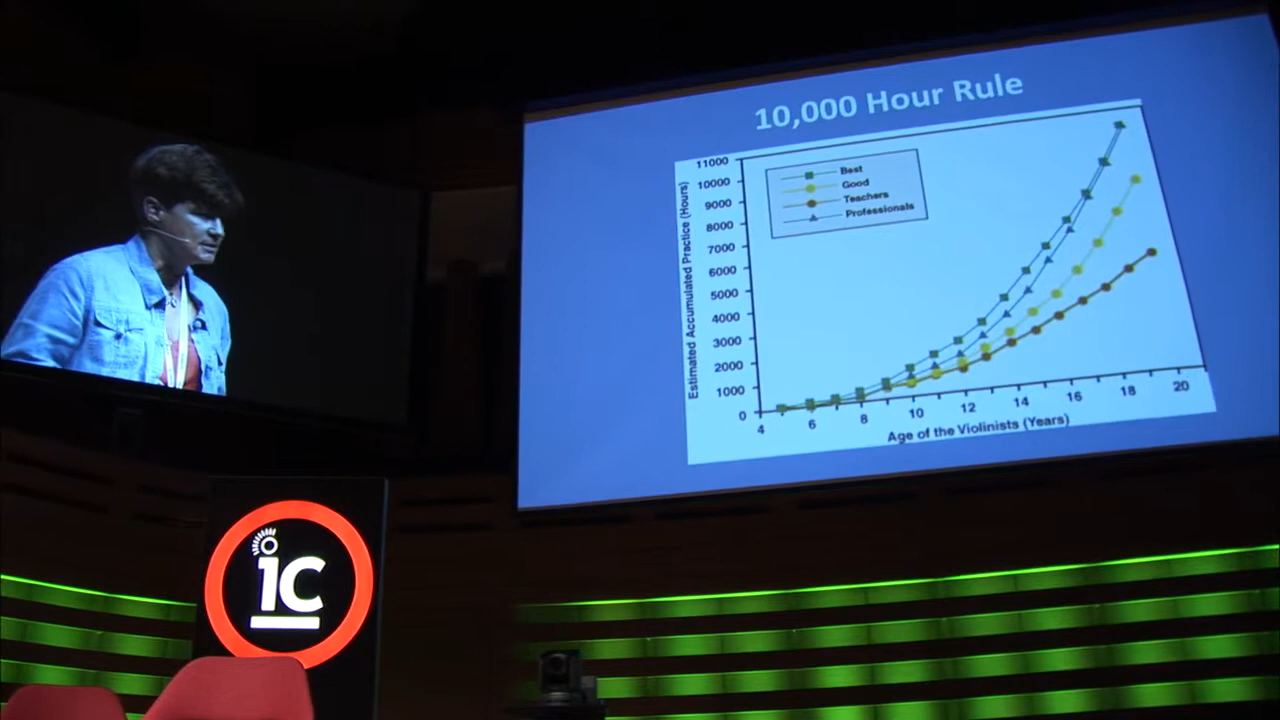 10,000 Hour Rule
11000
10000
9000
8000
7000
6000
5000
4000
3000
2000
1000
0
Estimated Accumulated Practice (Hours)
Best
Good
Teachers
Professionals
4 6 8 10 12 14 16 18 20
Age of the Violinists (Years)
iC